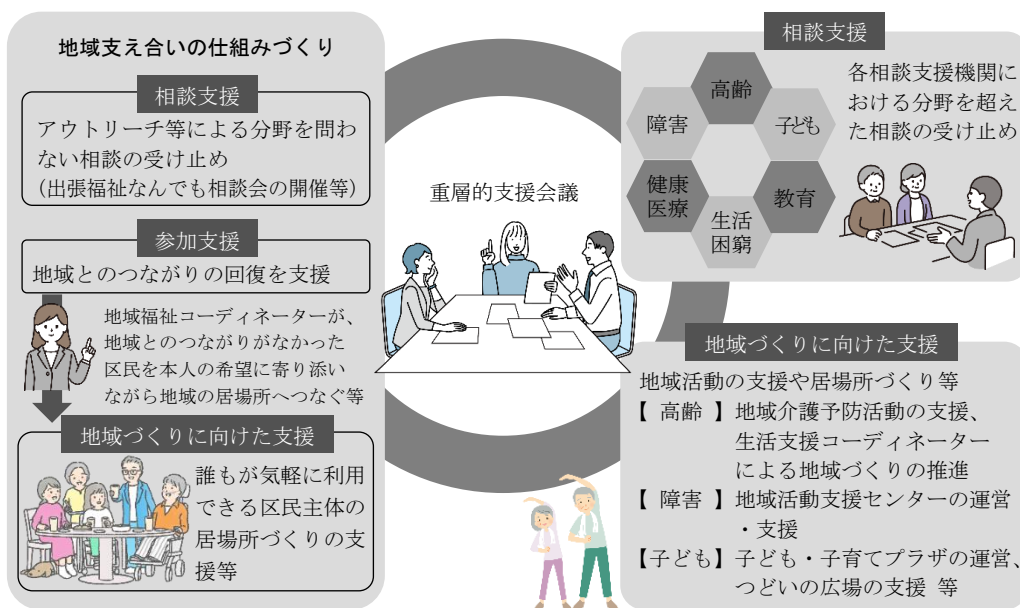 地域支え合いの仕組みづくり
相談支援
アウトリーチ等による分野を問わ
ない相談の受け止め
(出張福祉なんでも相談会の開催等)
参加支援
地域とのつながりの回復を支援
地域福祉コーディネーターが、
地域とのつながりがなかった
区民を本人の希望に寄り添い
ながら地域の居場所へつなぐ等
地域づくりに向けた支援
誰もが気軽に利用
できる区民主体の
居場所づくりの支
援等
重層的支援会議
相談支援
高齢
障害
子ども
健康
医療
教育
生活
困窮
各相談支援機関に
おける分野を超え
た相談の受け止め
地域づくりに向けた支援
地域活動の支援や居場所づくり等
【 高齢 】地域介護予防活動の支援、
生活支援コーディネーター
による地域づくりの推進
【 障害 】地域活動支援センターの運営
・支援
【子ども】子ども・子育てプラザの運営、
つどいの広場の支援 等